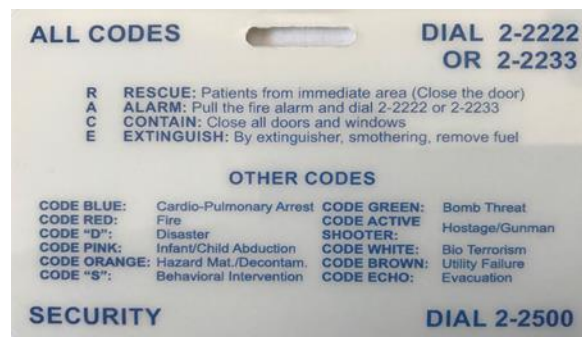 ALL CODES DIAL 2-2222
OR 2-2233
R RESCUE: Patients from immediate area (Close the door)
A ALARM: Pull the fire alarm and dial 2-2222 or 2-2233
C CONTAIN: Close all doors and windows
E EXTINGUISH: By extinguisher, smothering, remove fuel
OTHER CODES
CODE BLUE: Cardio-Pulmonary Arrest
CODE RED: Fire
CODE "D": Disaster
CODE PINK: Infant/Child Abduction
CODE ORANGE: Hazard Mat./Decontam.
CODE "S": Behavioral Intervention
CODE GREEN: Bomb Threat
CODE ACTIVE
SHOOTER: Hostage/Gunman
CODE WHITE: Bio Terrorism
CODE BROWN: Utility Failure
CODE ECHO: Evacuation
SECURITY DIAL 2-2500